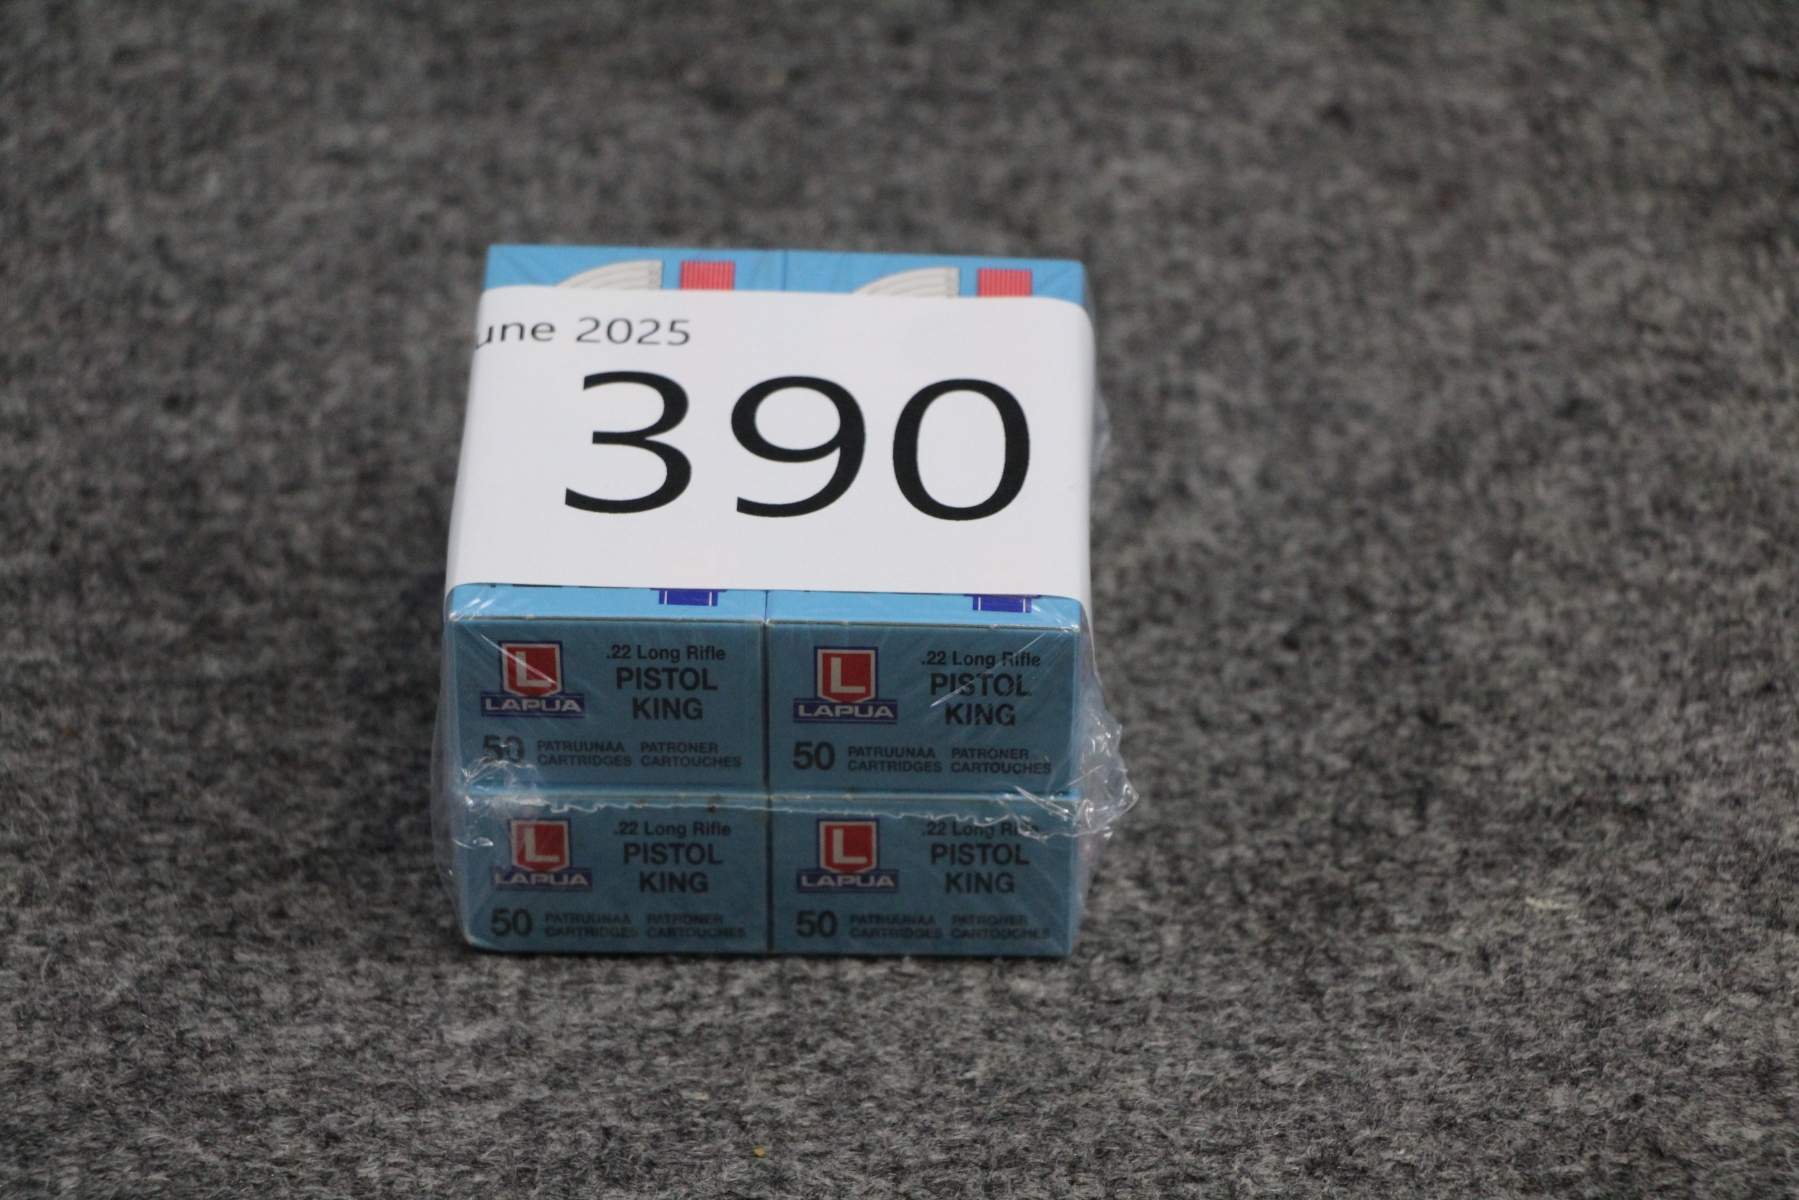 une 2025
390
L
LAPUA
.22 Long Rifle
PISTOL
KING
50 PATRUUNAA PATRONER
CARTRIDGES CARTOUCHES
L
LAPUA
.22 Long Rifle
PISTOL
KING
50 PATRUUNAA PATRONER
CARTRIDGES CARTOUCHES
L
LAPUA
.22 Long Rifle
PISTOL
KING
50 PATRUUNAA PATRONER
CARTRIDGES CARTOUCHES
L
LAPUA
.22 Long Rifle
PISTOL
KING
50 PATRUUNAA PATRONER
CARTRIDGES CARTOUCHES